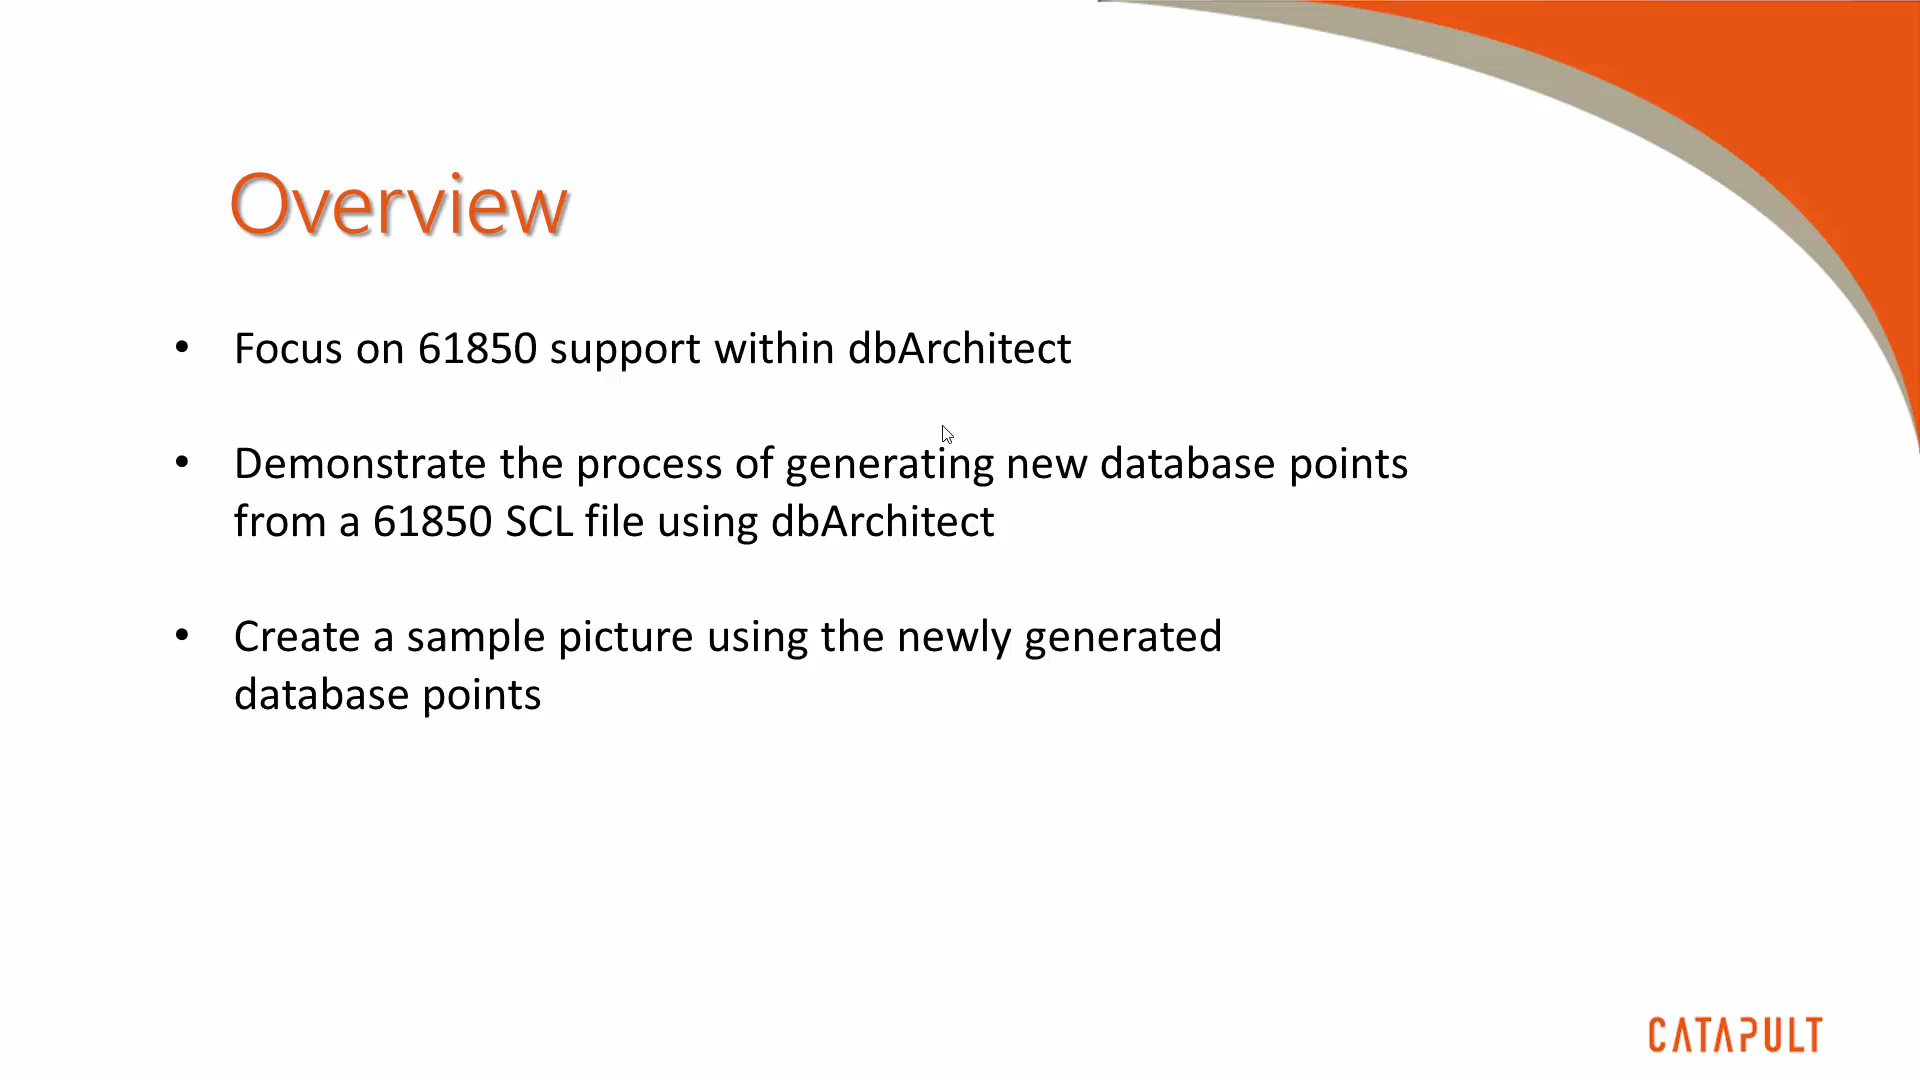 Overview
• Focus on 61850 support within dbArchitect
• Demonstrate the process of generating new database points
from a 61850 SCL file using dbArchitect
• Create a sample picture using the newly generated
database points
CATAPULT